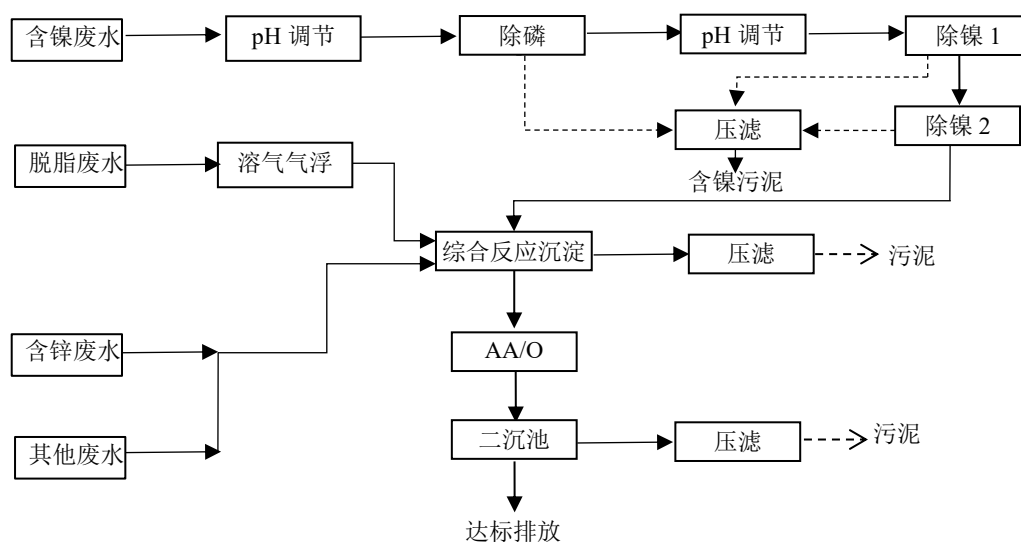 含镍废水
pH 调节
除磷
pH 调节
除镍 1
压滤
除镍 2
脱脂废水
溶气气浮
含镍污泥
综合反应沉淀
压滤
污泥
含锌废水
AA/O
其他废水
二沉池
压滤
污泥
达标排放